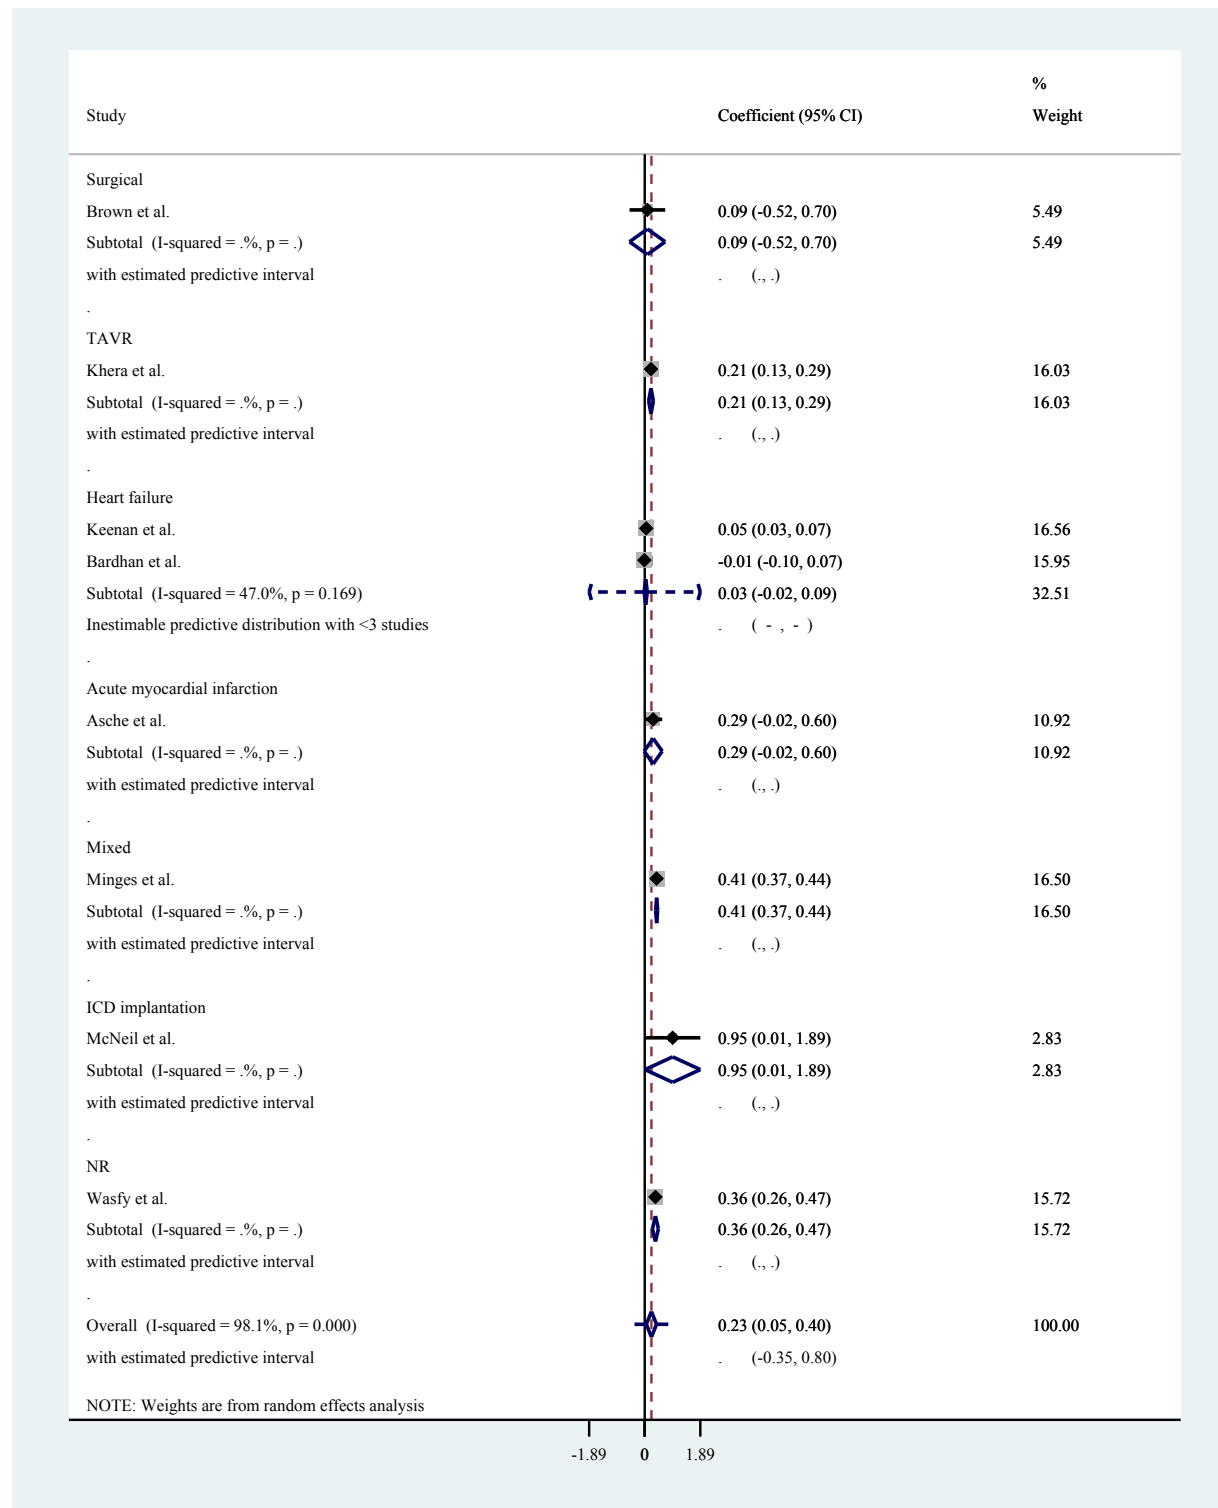 %
Study Coefficient (95% CI) Weight
Surgical
Brown et al. 0.09 (-0.52, 0.70) 5.49
Subtotal (I-squared = .%, p = .) 0.09 (-0.52, 0.70) 5.49
with estimated predictive interval . (., .)
.
TAVR
Khera et al. 0.21 (0.13, 0.29) 16.03
Subtotal (I-squared = .%, p = .) 0.21 (0.13, 0.29) 16.03
with estimated predictive interval . (., .)
.
Heart failure
Keenan et al. 0.05 (0.03, 0.07) 16.56
Bardhan et al. -0.01 (-0.10, 0.07) 15.95
Subtotal (I-squared = 47.0%, p = 0.169) 0.03 (-0.02, 0.09) 32.51
Inestimable predictive distribution with <3 studies . ( - , - )
.
Acute myocardial infarction
Asche et al. 0.29 (-0.02, 0.60) 10.92
Subtotal (I-squared = .%, p = .) 0.29 (-0.02, 0.60) 10.92
with estimated predictive interval . (., .)
.
Mixed
Minges et al. 0.41 (0.37, 0.44) 16.50
Subtotal (I-squared = .%, p = .) 0.41 (0.37, 0.44) 16.50
with estimated predictive interval . (., .)
.
ICD implantation
McNeil et al. 0.95 (0.01, 1.89) 2.83
Subtotal (I-squared = .%, p = .) 0.95 (0.01, 1.89) 2.83
with estimated predictive interval . (., .)
.
NR
Wasfy et al. 0.36 (0.26, 0.47) 15.72
Subtotal (I-squared = .%, p = .) 0.36 (0.26, 0.47) 15.72
with estimated predictive interval . (., .)
.
Overall (I-squared = 98.1%, p = 0.000) 0.23 (0.05, 0.40) 100.00
with estimated predictive interval . (-0.35, 0.80)
NOTE: Weights are from random effects analysis
-1.89 0 1.89